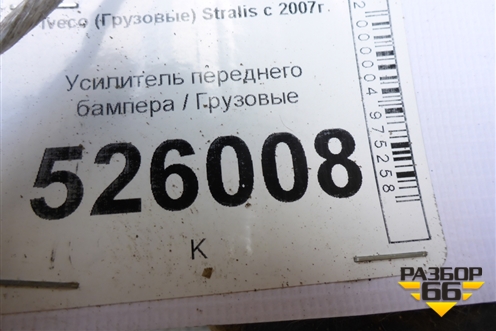 Iveco (Грузовые) Stralis с 2007г.
Усилитель переднего
бампера / Грузовые
526008
К
2000004975258
РАЗБОР
66